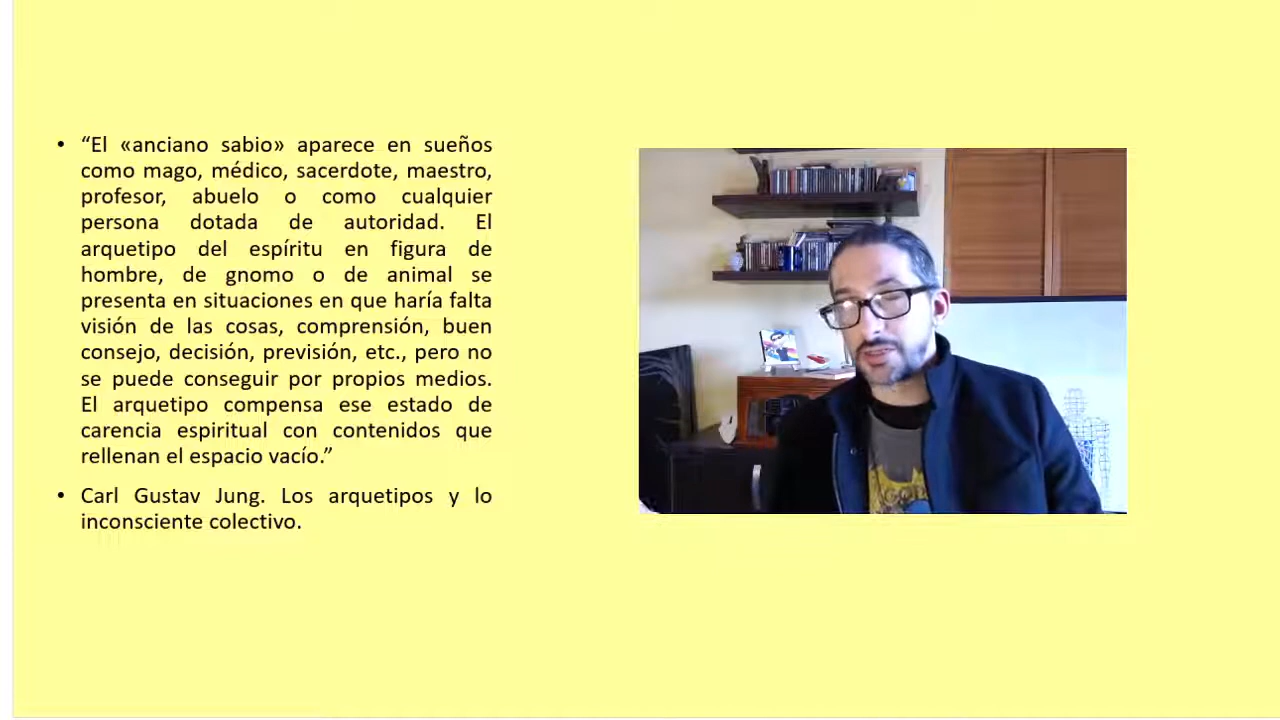 • “El «anciano sabio» aparece en sueños
como mago, médico, sacerdote, maestro,
profesor, abuelo o como cualquier
persona dotada de autoridad. El
arquetipo del espíritu en figura de
hombre, de gnomo o de animal se
presenta en situaciones en que haría falta
visión de las cosas, comprensión, buen
consejo, decisión, previsión, etc., pero no
se puede conseguir por propios medios.
El arquetipo compensa ese estado de
carencia espiritual con contenidos que
rellenan el espacio vacío.”
• Carl Gustav Jung. Los arquetipos y lo
inconsciente colectivo.